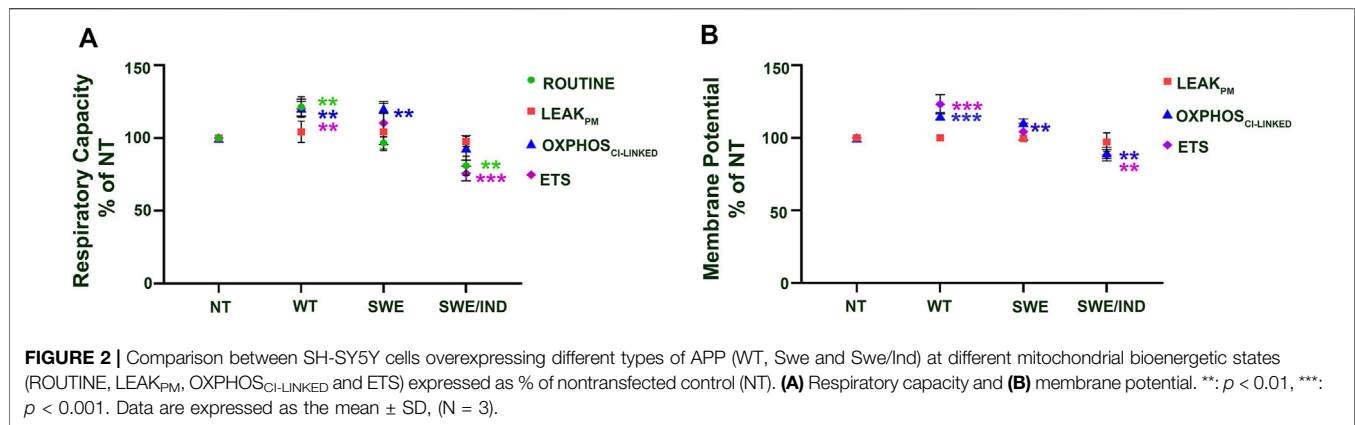 A
Respiratory Capacity
% of NT
150
100
50
0
**
**
**
**
**
***
NT WT SWE SWE/IND
ROUTINE
LEAKPM
OXPHOSCI-LINKED
ETS
B
Membrane Potential
% of NT
150
100
50
0
***
***
**
**
**
NT WT SWE SWE/IND
LEAKPM
OXPHOSCI-LINKED
ETS
FIGURE 2 | Comparison between SH-SY5Y cells overexpressing different types of APP (WT, Swe and Swe/Ind) at different mitochondrial bioenergetic states
(ROUTINE, LEAKPM, OXPHOSCI-LINKED and ETS) expressed as % of nontransfected control (NT). (A) Respiratory capacity and (B) membrane potential. **: p < 0.01, ***:
p < 0.001. Data are expressed as the mean ± SD, (N = 3).